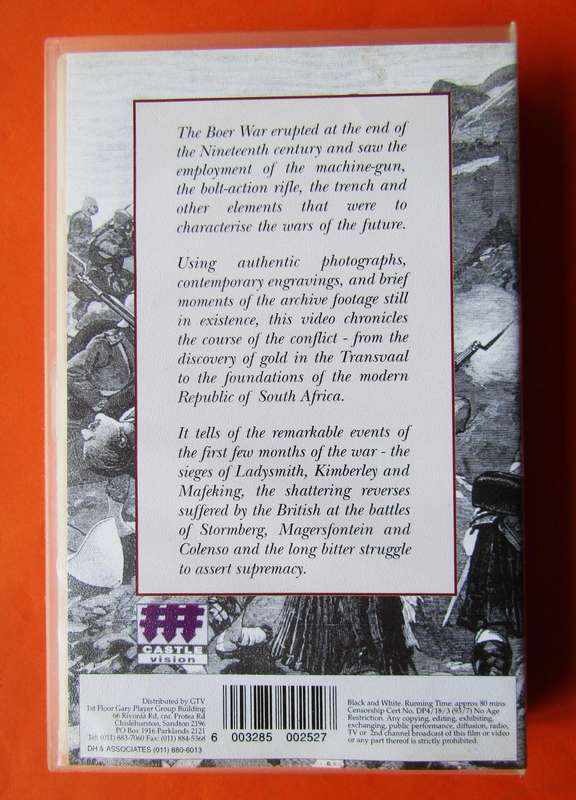 The Boer War erupted at the end of
the Nineteenth century and saw the
employment of the machine-gun,
the bolt-action rifle, the trench and
other elements that were to
characterise the wars of the future.
Using authentic photographs,
contemporary engravings, and brief
moments of the archive footage still
in existence, this video chronicles
the course of the conflict - from the
discovery of gold in the Transvaal
to the foundations of the modern
Republic of South Africa.
It tells of the remarkable events of
the first few months of the war - the
sieges of Ladysmith, Kimberley and
Mafeking, the shattering reverses
suffered by the British at the battles
of Stormberg, Magersfontein and
Colenso and the long bitter struggle
to assert supremacy.
CASTLE
vision
Distributed by GTV
1st Floor Gary Player Group Building
66 Rivonia Rd, cnr. Protea Rd
Chislehurston, Sandton 2196
PO Box 1916 Parklands 2121
Tel: (011) 883-7060 Fax: (011) 884-5368
DH & ASSOCIATES (011) 880-6013
6 003285 002527
Black and White. Running Time: approx 80 mins
Censorship Cert No. DP4/18/3 (93/7) No Age
Restriction. Any copying, editing, exhibiting,
exchanging, public performance, diffusion, radio,
TV or 2nd channel broadcast of this film or video
or any part thereof is strictly prohibited.